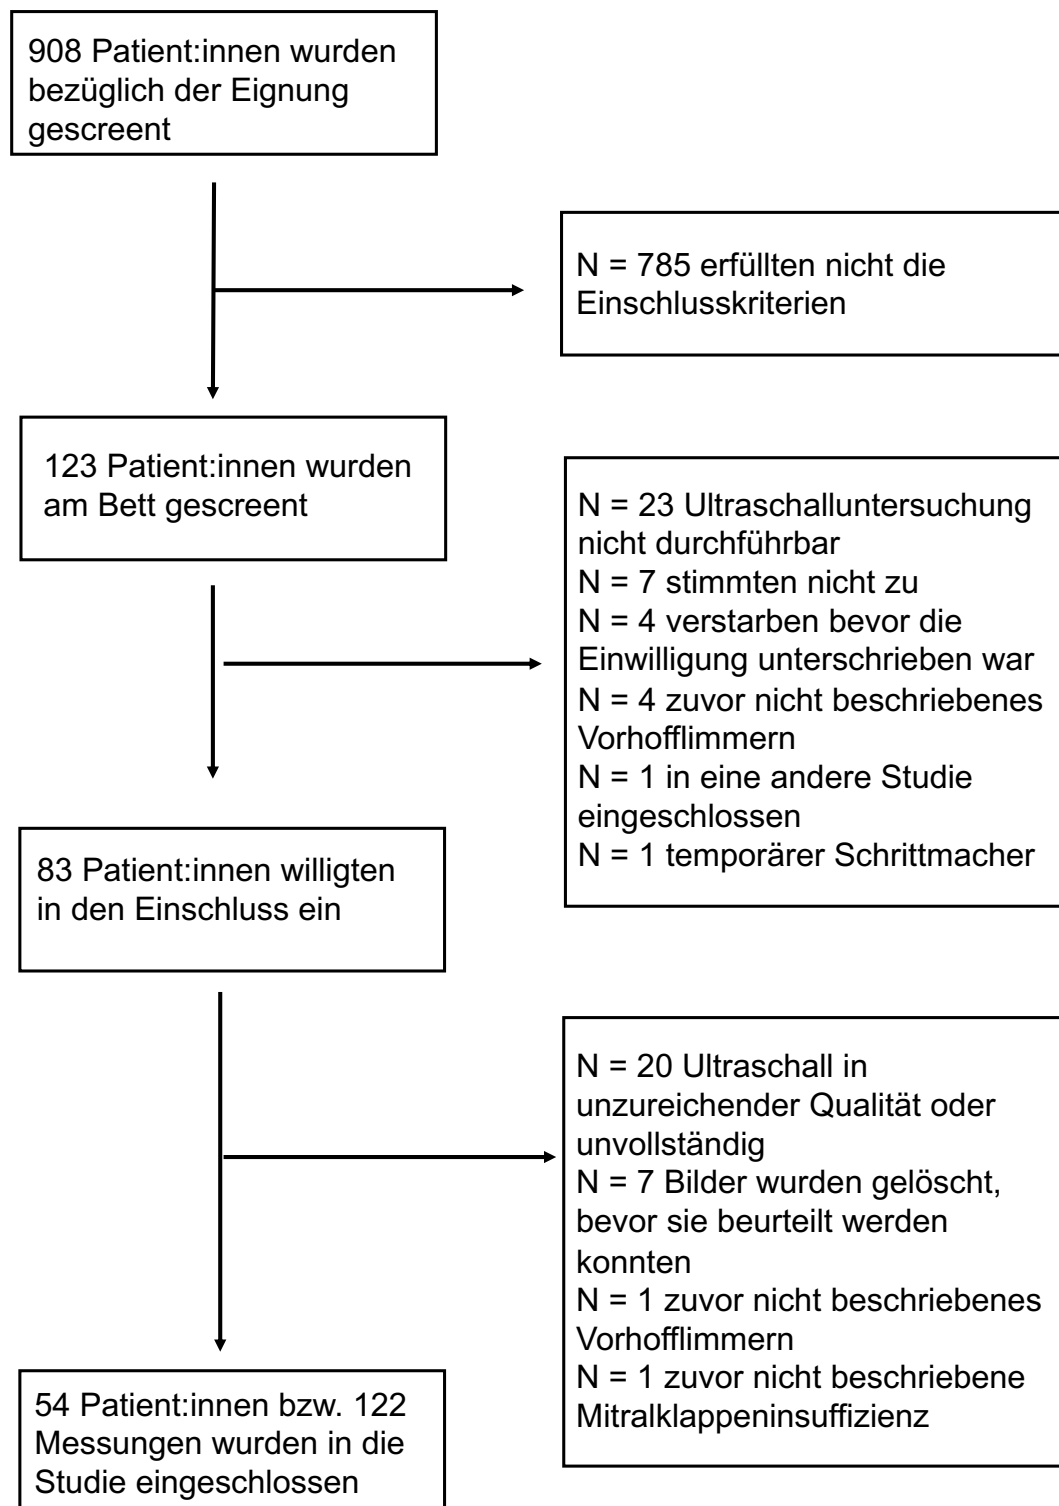 908 Patient:innen wurden
bezüglich der Eignung
gescreent
N = 785 erfüllten nicht die
Einschlusskriterien
123 Patient:innen wurden
am Bett gescreent
N = 23 Ultraschalluntersuchung
nicht durchführbar
N = 7 stimmten nicht zu
N = 4 verstarben bevor die
Einwilligung unterschrieben war
N = 4 zuvor nicht beschriebenes
Vorhofflimmern
N = 1 in eine andere Studie
eingeschlossen
N = 1 temporärer Schrittmacher
83 Patient:innen willigten
in den Einschluss ein
N = 20 Ultraschall in
unzureichender Qualität oder
unvollständig
N = 7 Bilder wurden gelöscht,
bevor sie beurteilt werden
konnten
N = 1 zuvor nicht beschriebenes
Vorhofflimmern
N = 1 zuvor nicht beschriebene
Mitralklappeninsuffizienz
54 Patient:innen bzw. 122
Messungen wurden in die
Studie eingeschlossen